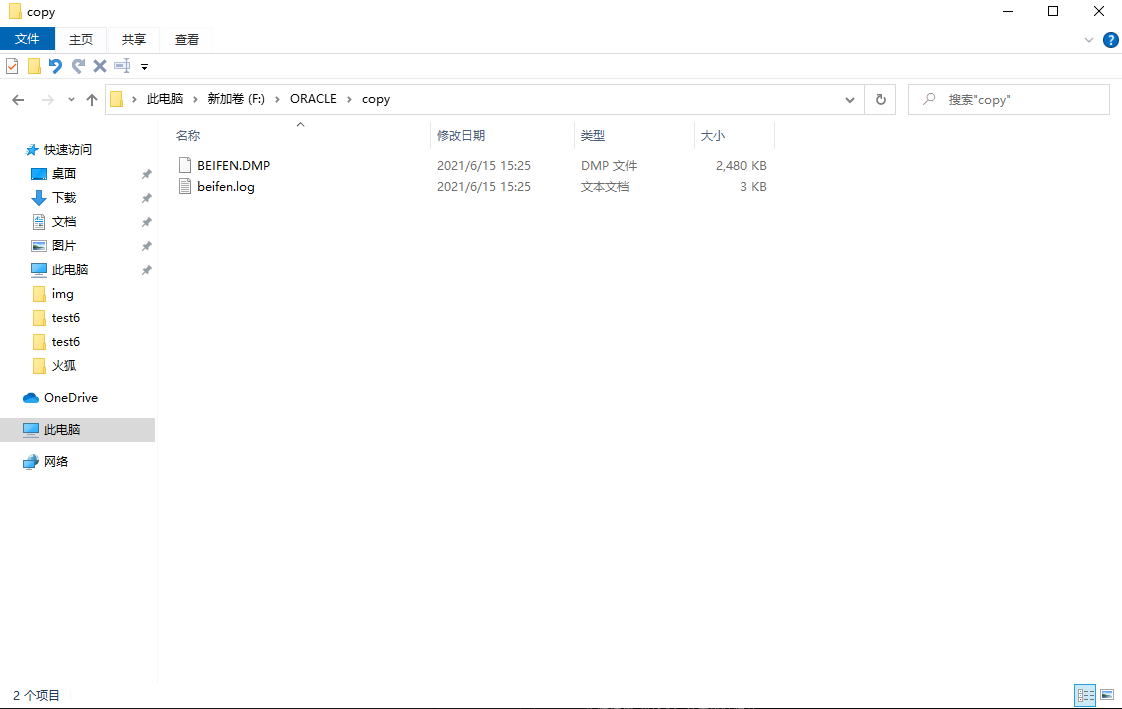 copy
文件 主页 共享 查看
此电脑 新加卷 (F:) ORACLE copy 搜索"copy"
名称 修改日期 类型 大小
BEIFEN.DMP 2021/6/15 15:25 DMP 文件 2,480 KB
beifen.log 2021/6/15 15:25 文本文档 3 KB
快速访问
桌面
下载
文档
图片
此电脑
img
test6
test6
火狐
OneDrive
此电脑
网络
2 个项目